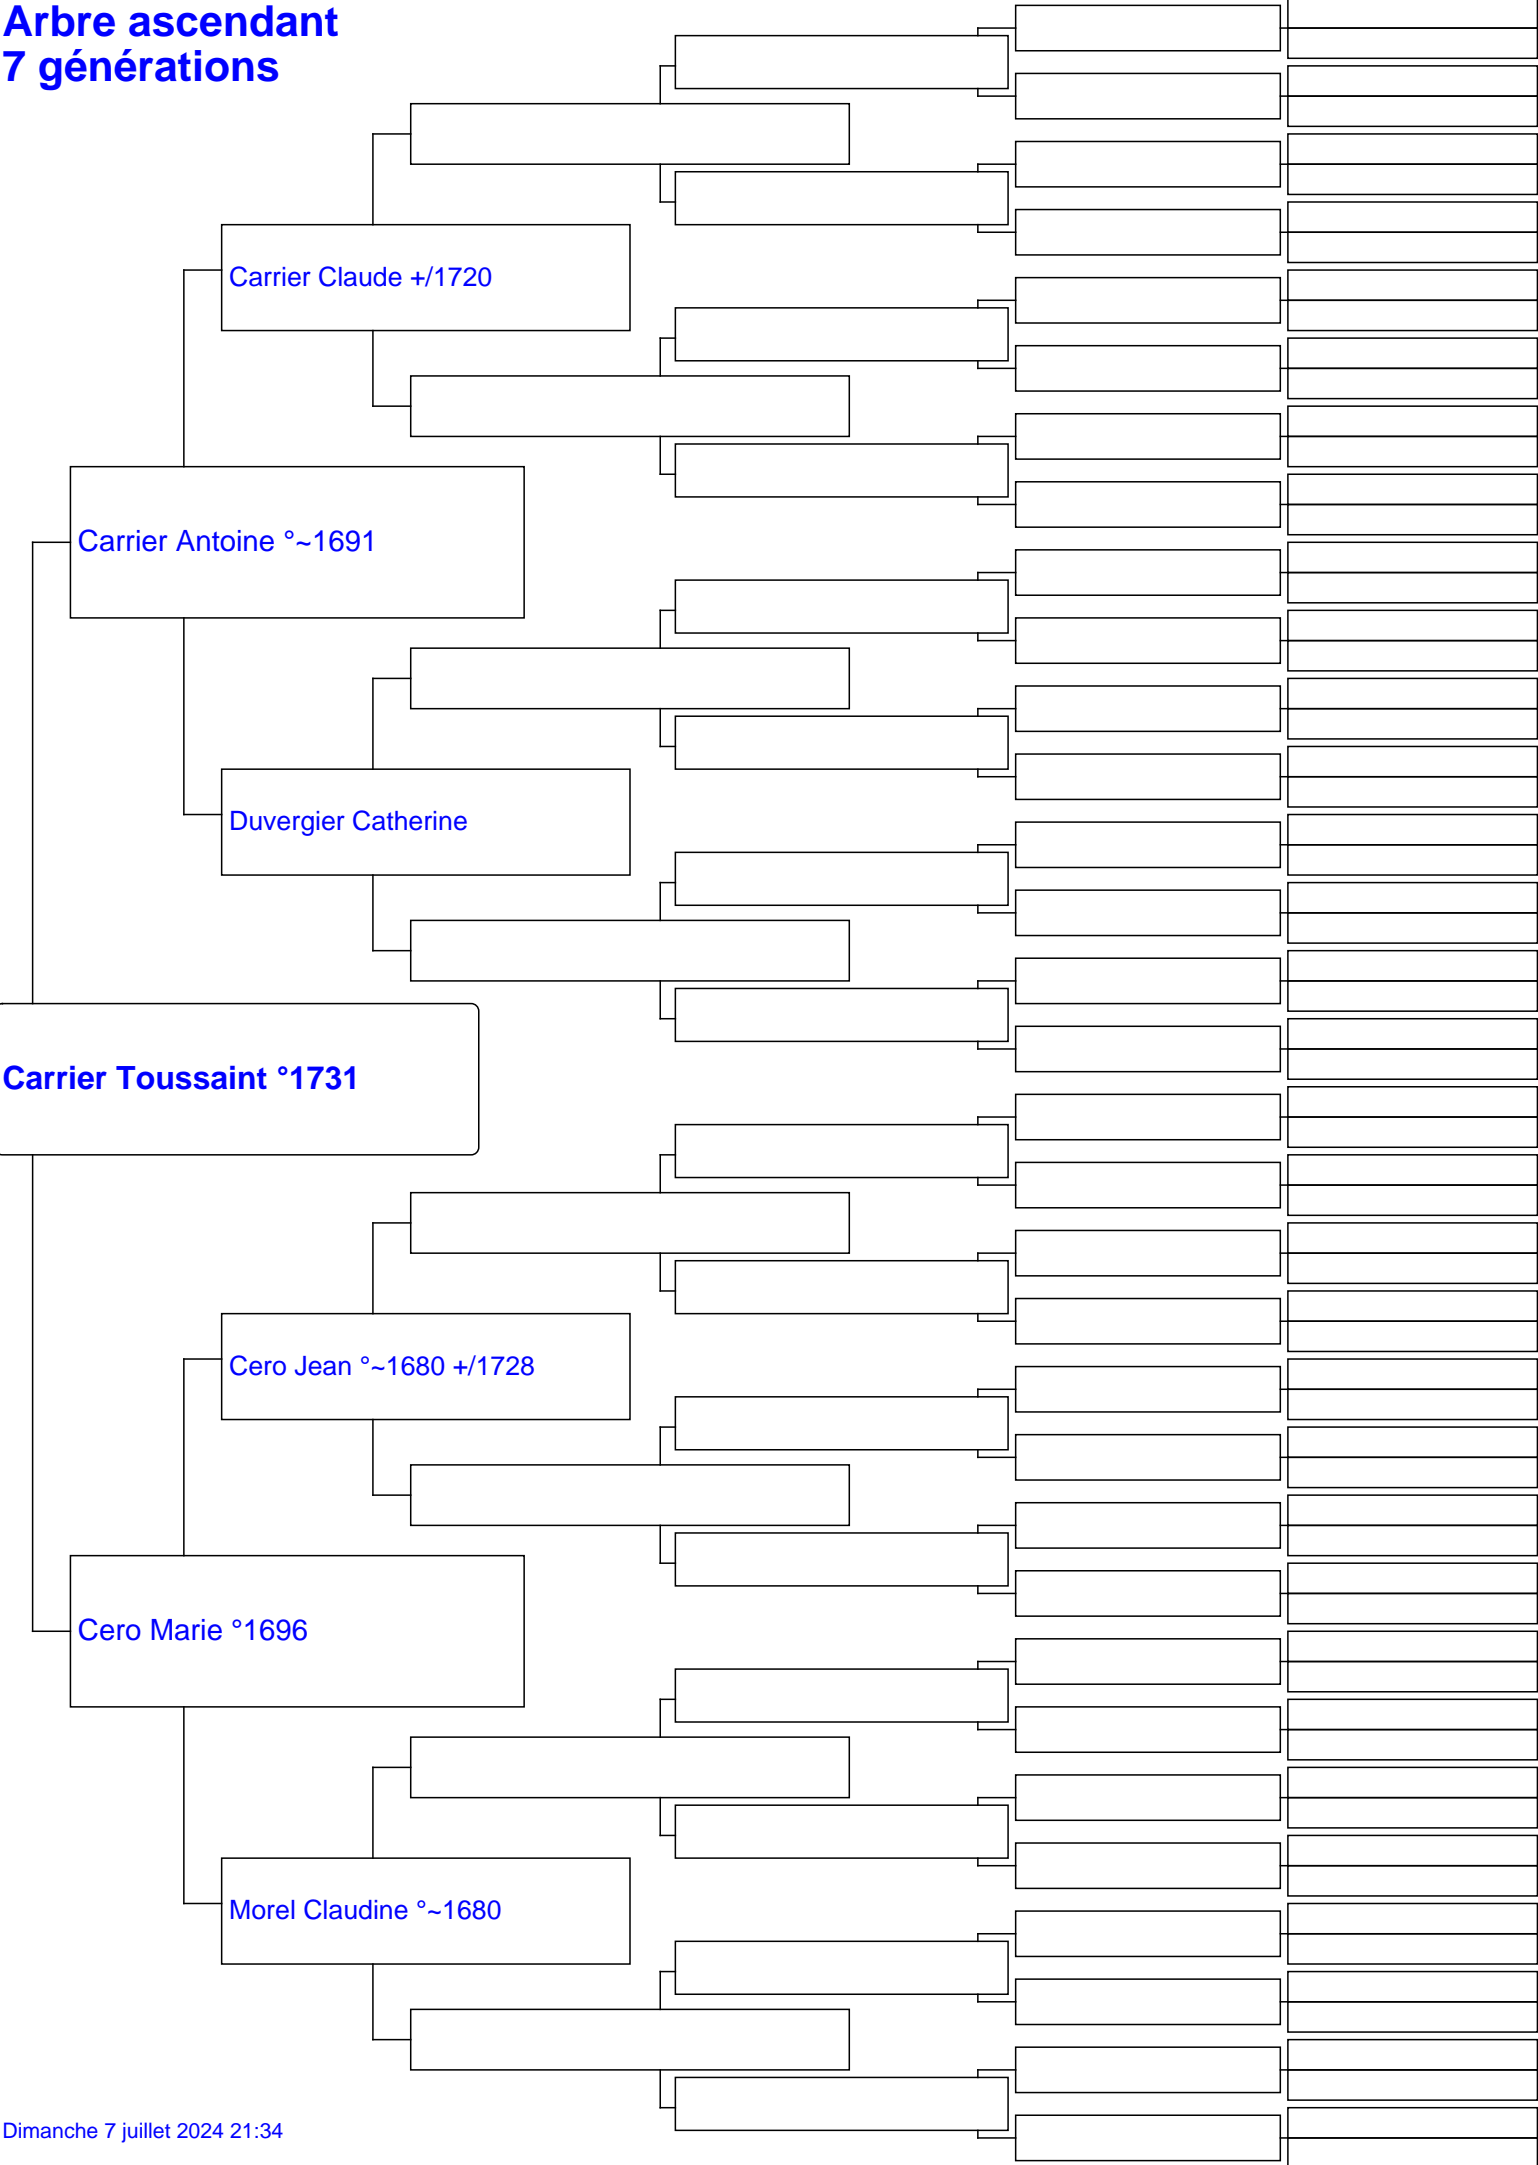 Arbre ascendant
7 générations
Carrier Claude +/1720
Carrier Antoine °~1691
Duvergier Catherine
Carrier Toussaint °1731
Cero Jean °~1680 +/1728
Cero Marie °1696
Morel Claudine °~1680
Dimanche 7 juillet 2024 21:34